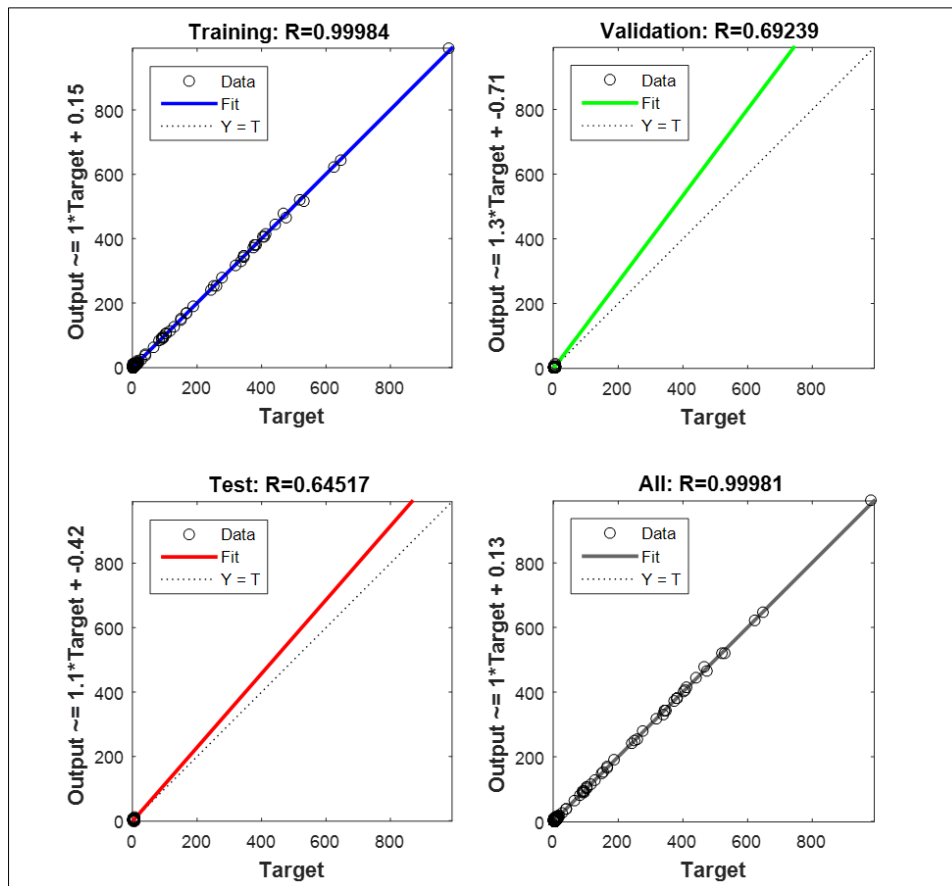 Training: R=0.99984
Output ~= 1*Target + 0.15
800
600
400
200
0
Data
Fit
Y = T
0 200 400 600 800
Target
Validation: R=0.69239
Output ~= 1.3*Target + -0.71
800
600
400
200
0
Data
Fit
Y = T
0 200 400 600 800
Target
Test: R=0.64517
Output ~= 1.1*Target + -0.42
800
600
400
200
0
Data
Fit
Y = T
0 200 400 600 800
Target
All: R=0.99981
Output ~= 1*Target + 0.13
800
600
400
200
0
Data
Fit
Y = T
0 200 400 600 800
Target